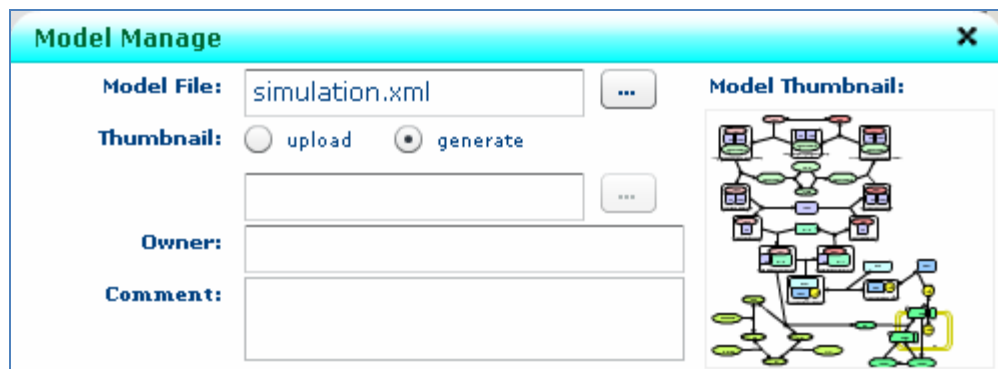 Model Manage
Model File: simulation.xml ... Model Thumbnail:
Thumbnail: upload generate
...
Owner:
Comment: